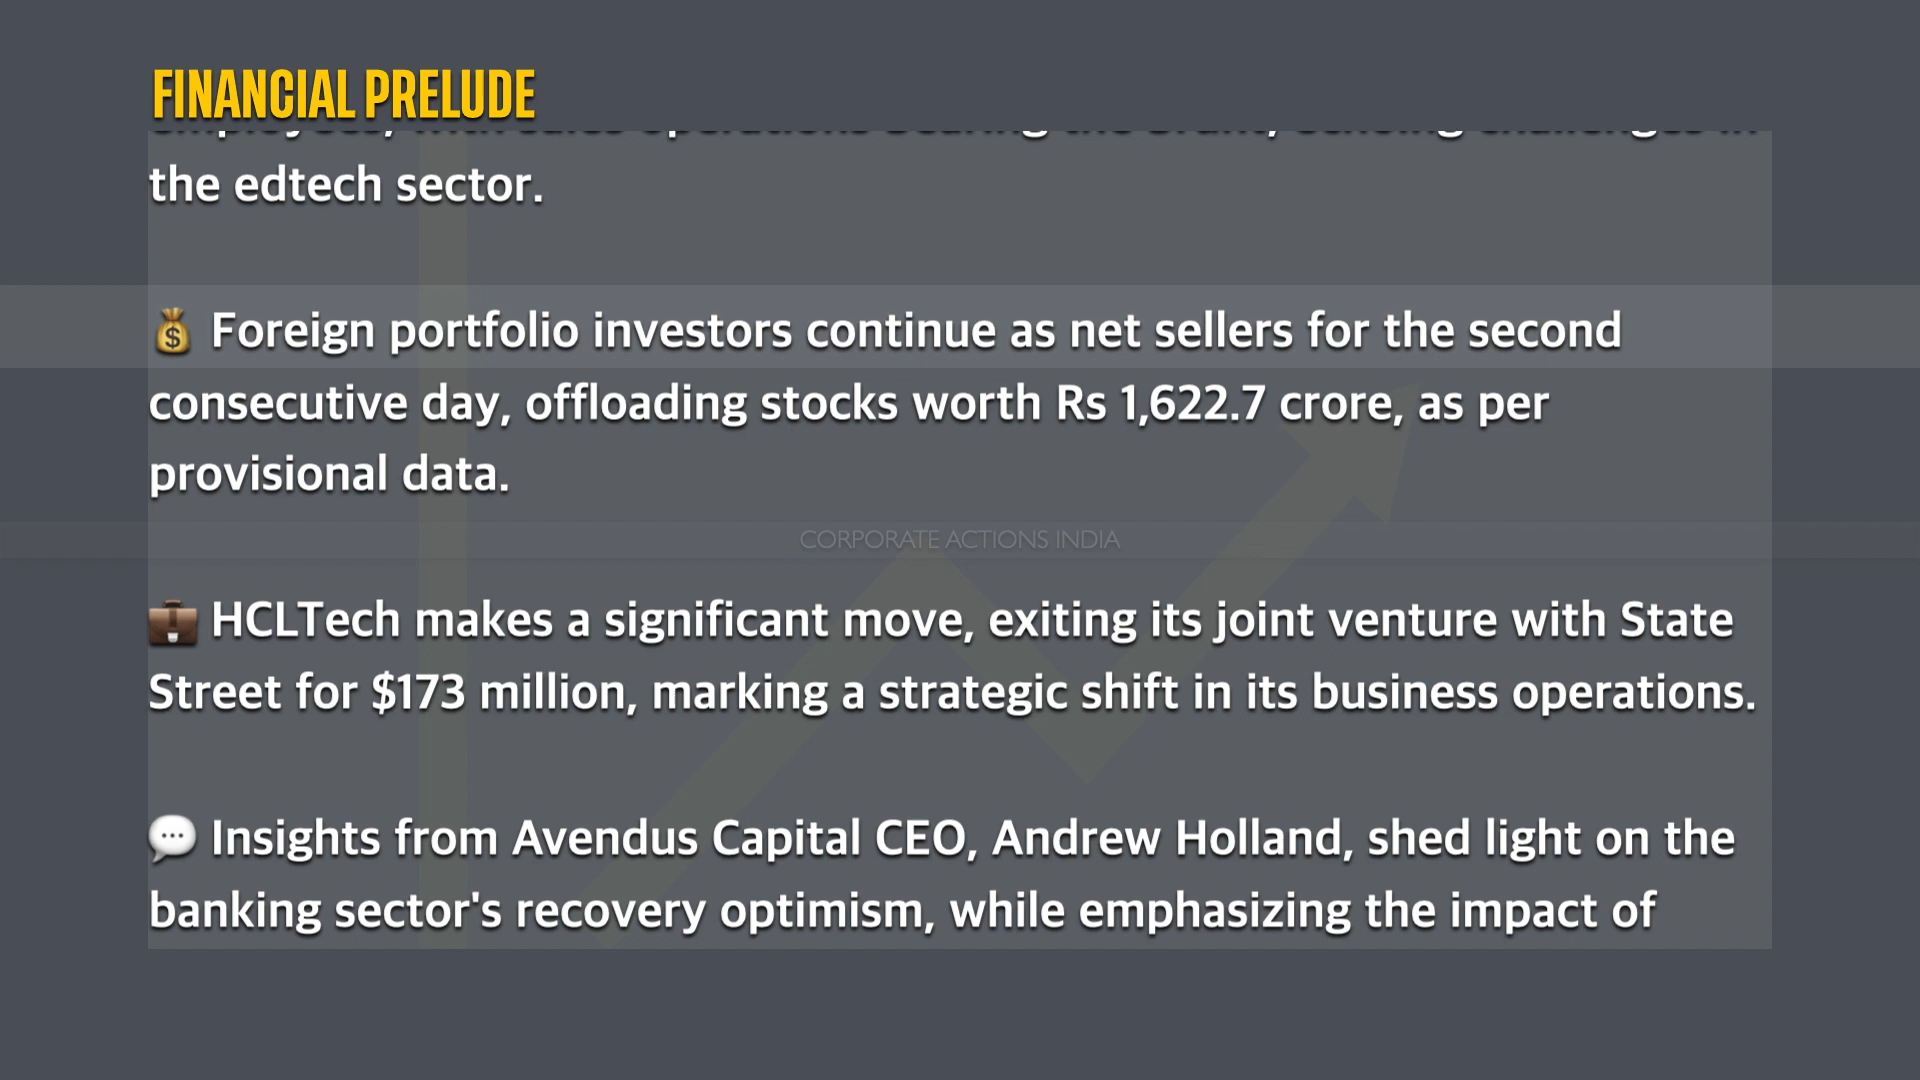 FINANCIAL PRELUDE
the edtech sector.
💰 Foreign portfolio investors continue as net sellers for the second
consecutive day, offloading stocks worth Rs 1,622.7 crore, as per
provisional data.
CORPORATE ACTIONS INDIA
💼 HCLTech makes a significant move, exiting its joint venture with State
Street for $173 million, marking a strategic shift in its business operations.
💬 Insights from Avendus Capital CEO, Andrew Holland, shed light on the
banking sector's recovery optimism, while emphasizing the impact of